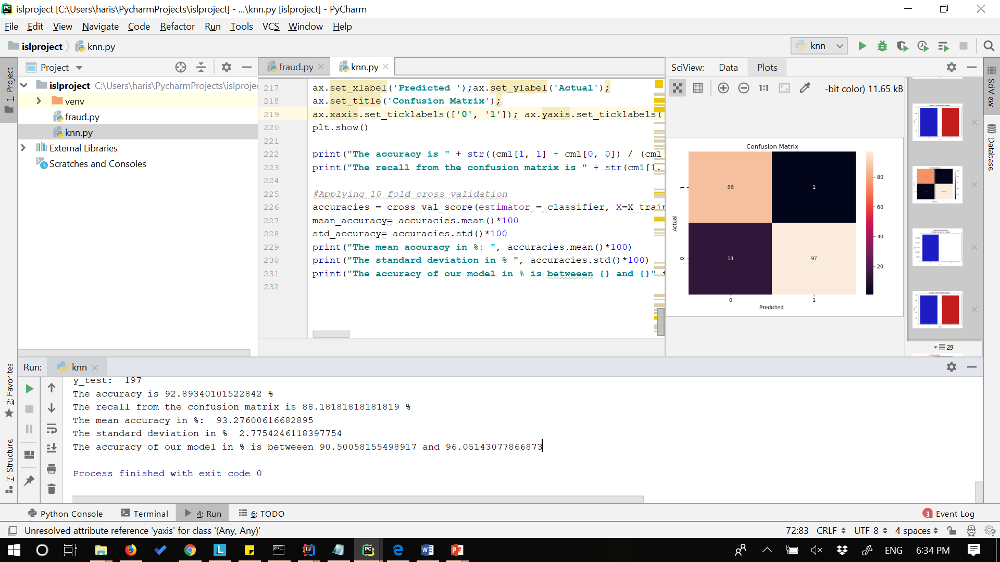 islproject [C:\Users\haris\PycharmProjects\islproject] - ...\knn.py [islproject] - PyCharm
File Edit View Navigate Code Refactor Run Tools VCS Window Help
islproject knn.py
knn
Project
fraud.py knn.py
SciView: Data Plots
1: Project
islproject C:\Users\haris\PycharmProjects\islproje
venv
fraud.py
knn.py
External Libraries
Scratches and Consoles
217 ax.set_xlabel('Predicted ');ax.set_ylabel('Actual');
218 ax.set_title('Confusion Matrix');
219 ax.xaxis.set_ticklabels(['0', '1']); ax.yaxis.set_ticklabels(
220 plt.show()
221
222 print("The accuracy is " + str((cm1[1, 1] + cm1[0, 0]) / (cm1
223 print("The recall from the confusion matrix is " + str(cm1[1,
224
225 #Applying 10 fold cross validation
226 accuracies = cross_val_score(estimator = classifier, X=X_train
227 mean_accuracy= accuracies.mean()*100
228 std_accuracy= accuracies.std()*100
229 print("The mean accuracy in %: ", accuracies.mean()*100)
230 print("The standard deviation in % ", accuracies.std()*100)
231 print("The accuracy of our model in % is betweeen {} and {}".
232
1:1 -bit color) 11.65 kB
Confusion Matrix
86 1
13 97
1
0
Actual
0 1
Predicted
80
60
40
20
29
SciView
Database
Run: knn
y_test: 197
The accuracy is 92.89340101522842 %
The recall from the confusion matrix is 88.18181818181819 %
The mean accuracy in %: 93.27600616682895
The standard deviation in % 2.7754246118397754
The accuracy of our model in % is betweeen 90.50058155498917 and 96.05143077866873
Process finished with exit code 0
2: Favorites
7: Structure
Python Console Terminal 4: Run 6: TODO
3 Event Log
Unresolved attribute reference 'yaxis' for class '(Any, Any)'
72:83 CRLF UTF-8 4 spaces
ENG 6:34 PM